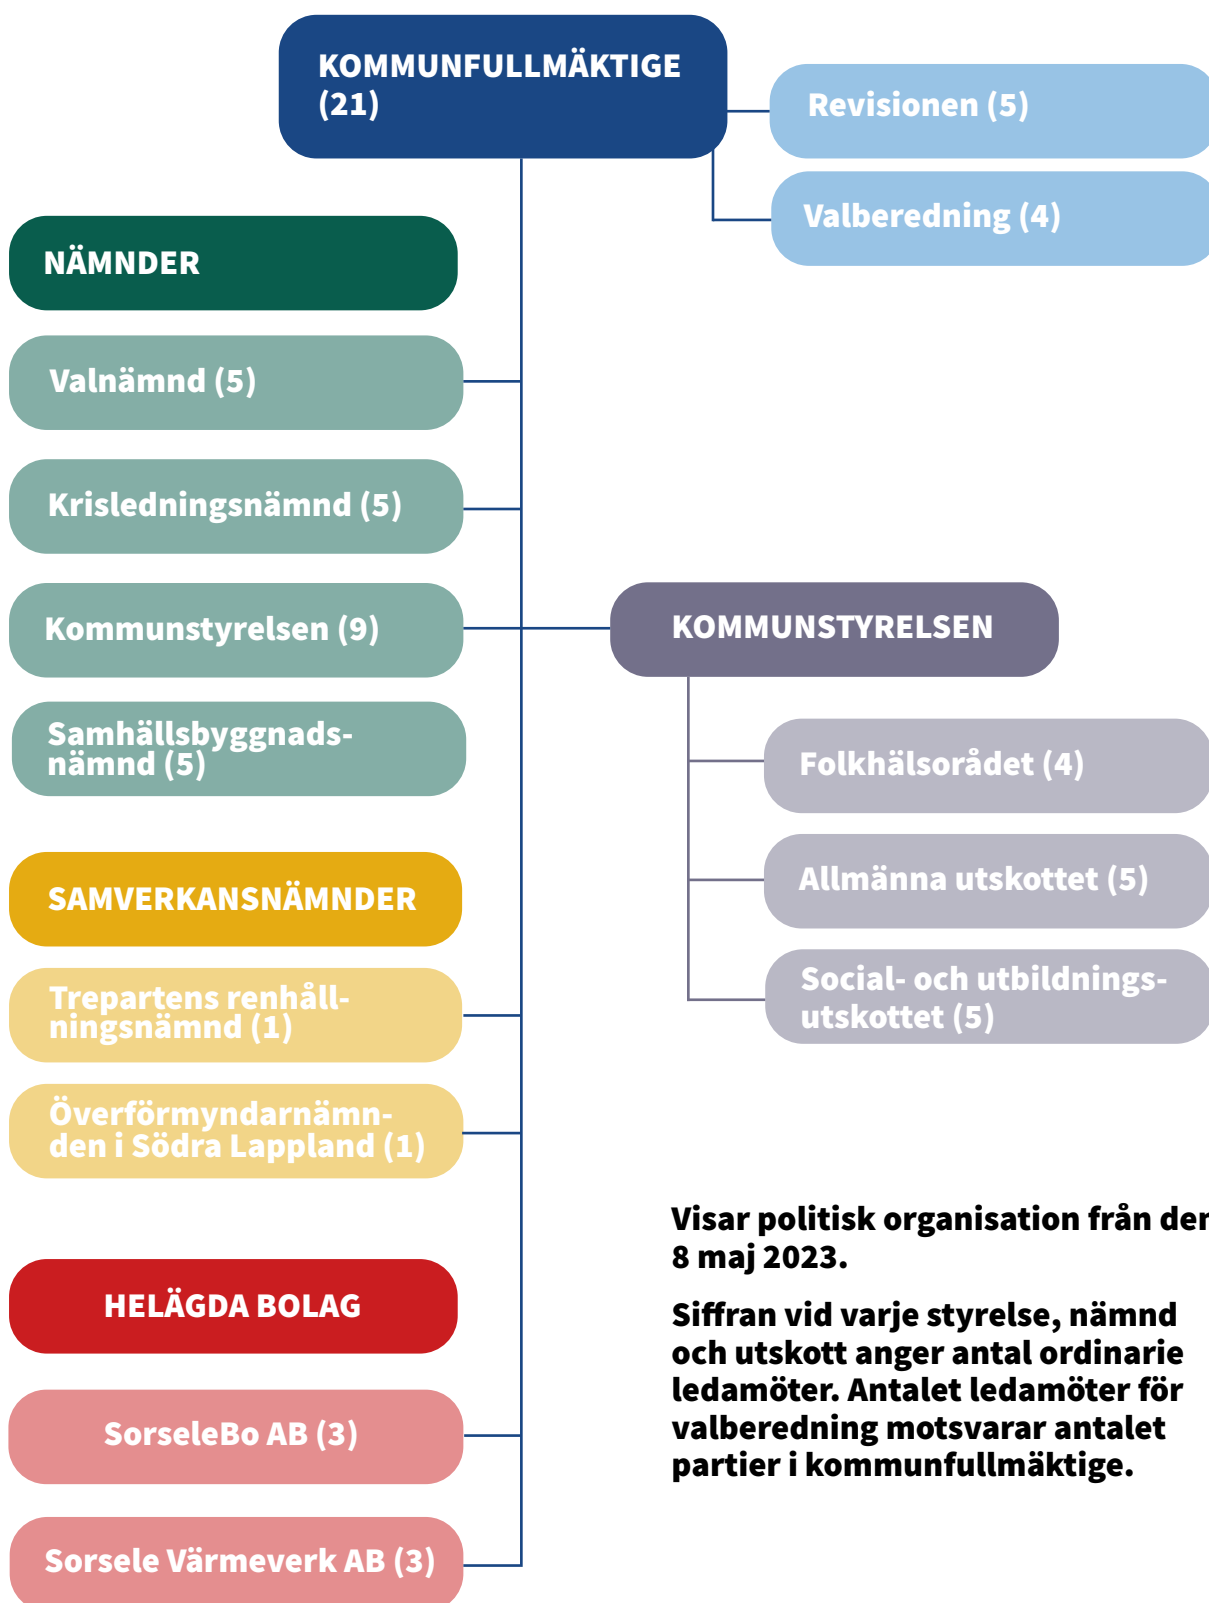 KOMMUNFULLMÄKTIGE
(21)
Revisionen (5)
Valberedning (4)
NÄMNDER
Valnämnd (5)
Krisledningsnämnd (5)
Kommunstyrelsen (9)
Samhällsbyggnads-
nämnd (5)
KOMMUNSTYRELSEN
Folkhälsorådet (4)
Allmänna utskottet (5)
Social- och utbildnings-
utskottet (5)
SAMVERKANSNÄMNDER
Trepartens renhåll-
ningsnämnd (1)
Överförmyndarnämn-
den i Södra Lappland (1)
HELÄGDA BOLAG
SorseleBo AB (3)
Sorsele Värmeverk AB (3)
Visar politisk organisation från den
8 maj 2023.
Siffran vid varje styrelse, nämnd
och utskott anger antal ordinarie
ledamöter. Antalet ledamöter för
valberedning motsvarar antalet
partier i kommunfullmäktige.